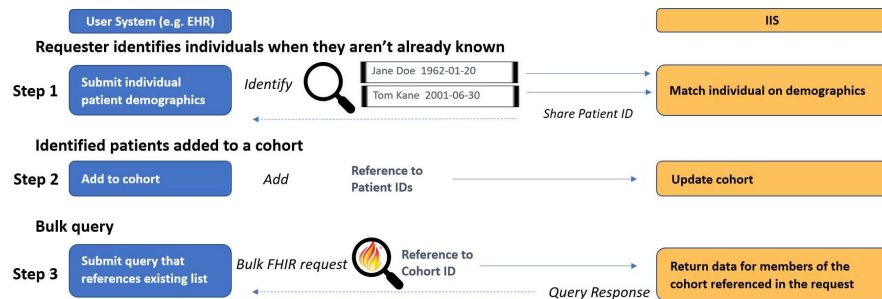 User System (e.g. EHR)
IIS
Requester identifies individuals when they aren't already known
Step 1
Submit individual
patient demographics
Identify
Jane Doe 1962-01-20
Tom Kane 2001-06-30
Share Patient ID
Match individual on demographics
Identified patients added to a cohort
Step 2
Add to cohort
Add
Reference to
Patient IDs
Update cohort
Bulk query
Step 3
Submit query that
references existing list
Bulk FHIR request
Reference to
Cohort ID
Query Response
Return data for members of the
cohort referenced in the request